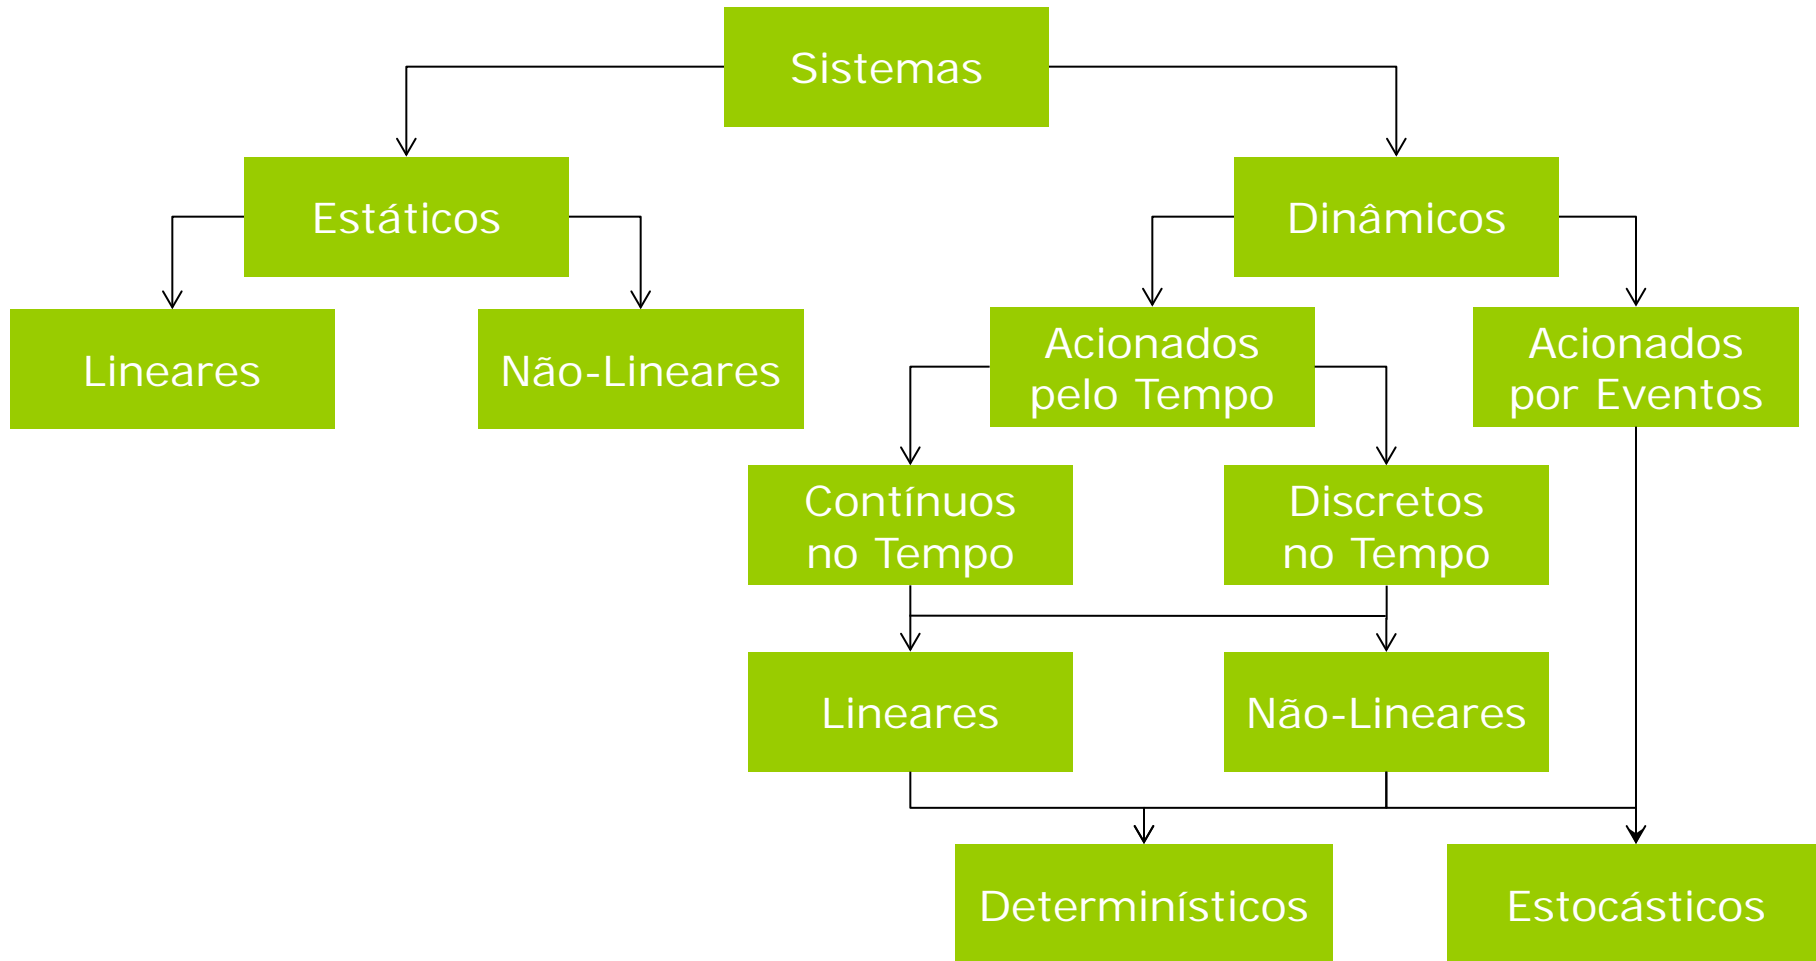 Sistemas
Estáticos
Dinâmicos
Lineares
Não-Lineares
Acionados
pelo Tempo
Acionados
por Eventos
Contínuos
no Tempo
Discretos
no Tempo
Lineares
Não-Lineares
Determinísticos
Estocásticos